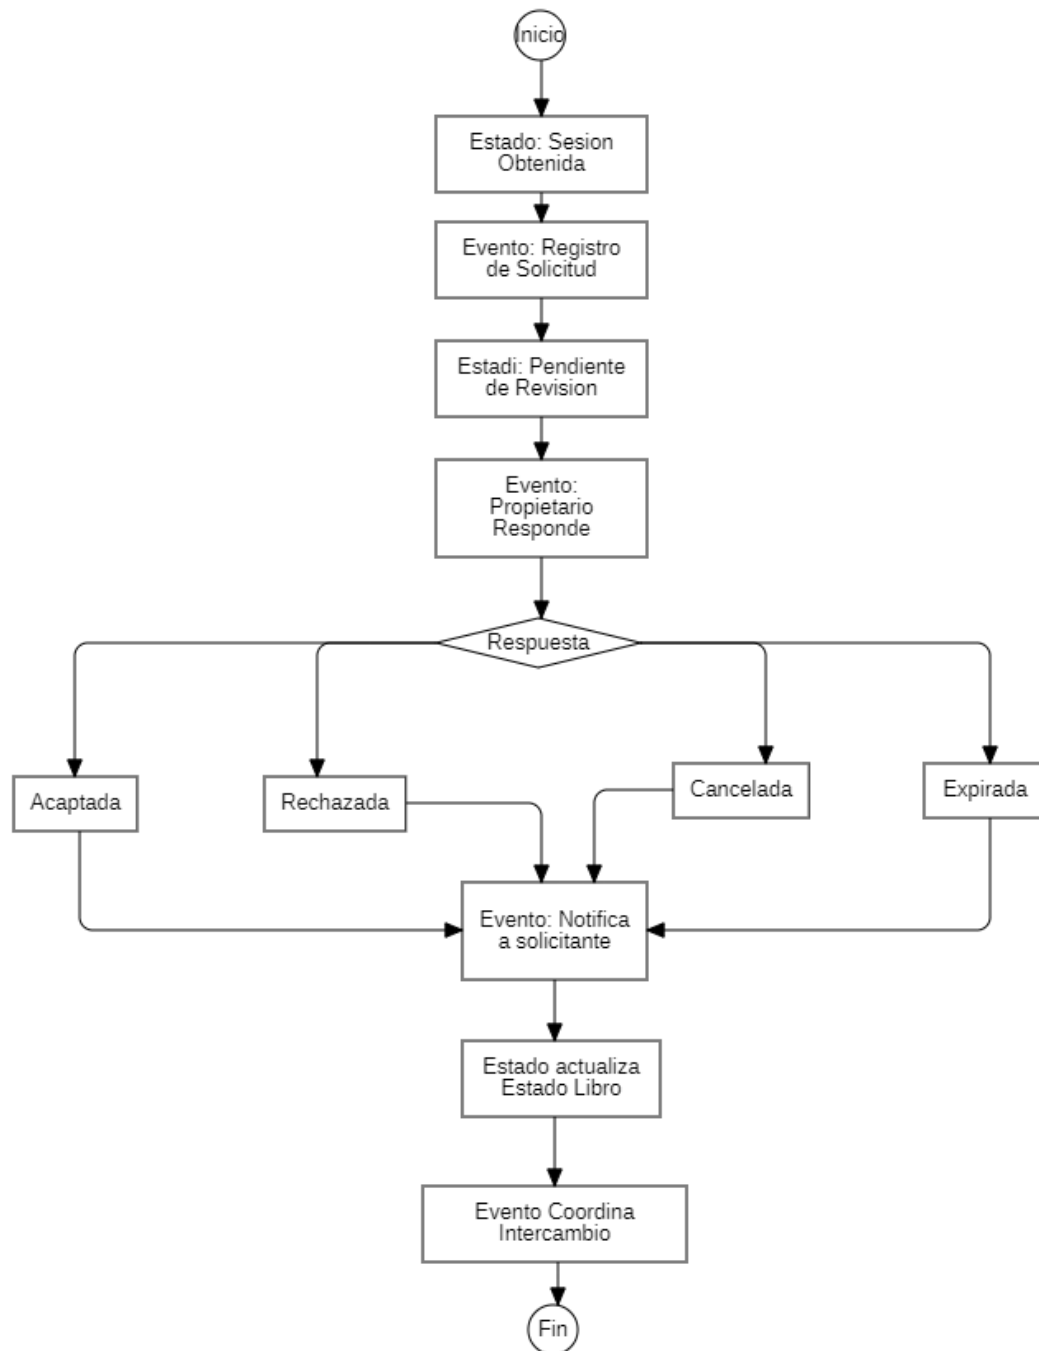 Inicio
Estado: Sesion
Obtenida
Evento: Registro
de Solicitud
Estadi: Pendiente
de Revision
Evento:
Propietario
Responde
Respuesta
Acaptada
Rechazada
Cancelada
Expirada
Evento: Notifica
a solicitante
Estado actualiza
Estado Libro
Evento Coordina
Intercambio
Fin